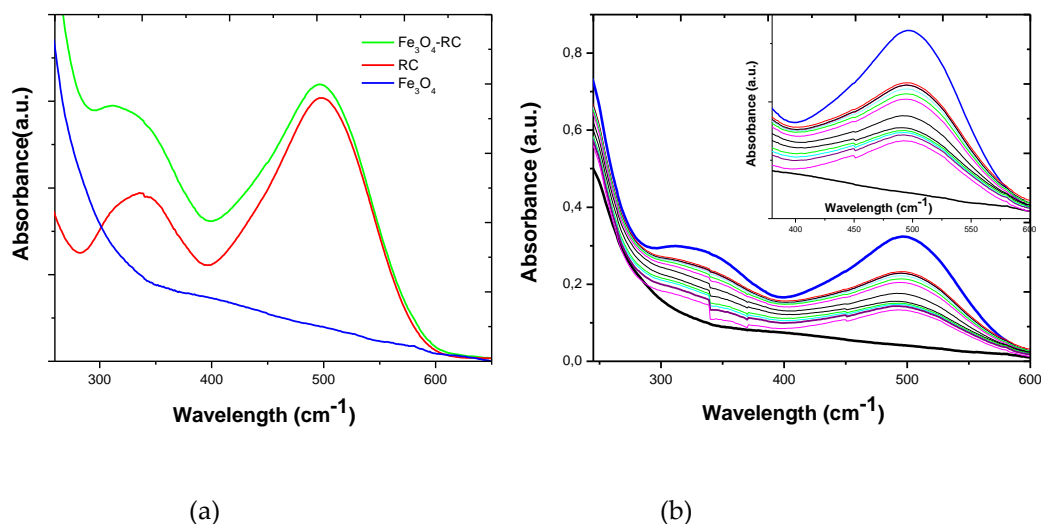 Absorbance(a.u.)
Fe₃O₄-RC
RC
Fe₃O₄
300 400 500 600
Wavelength (cm⁻¹)
(a)
Absorbance (a.u.)
0,8
0,6
0,4
0,2
0,0
300 400 500 600
Wavelength (cm⁻¹)
Absorbance (a.u.)
400 450 500 550 600
Wavelength (cm⁻¹)
(b)